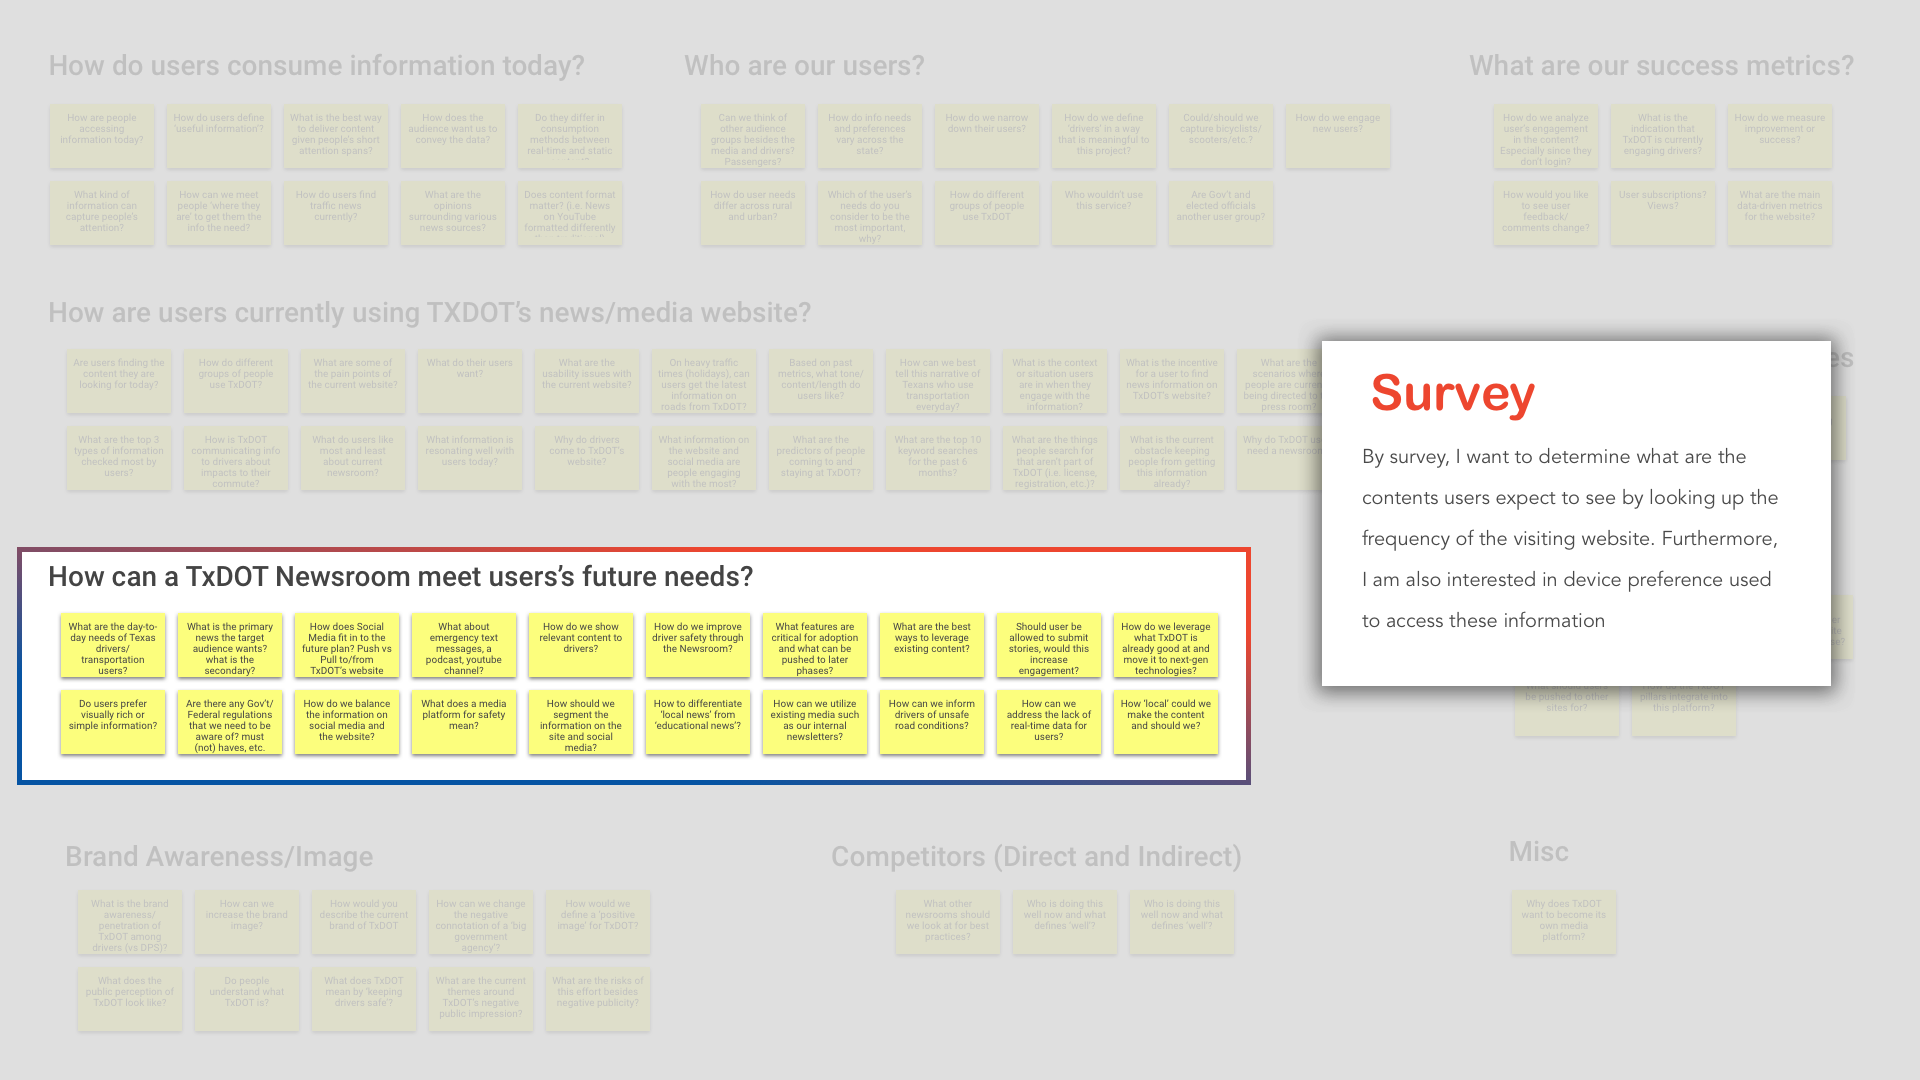 How do users consume information today?
How are people
accessing
information today?
How do users define
‘useful information’?
What is the best way
to deliver content
given people’s short
attention spans?
How does the
audience want us to
convey the data?
Do they differ in
consumption
methods between
real-time and static
What kind of
information can
capture people’s
attention?
How can we meet
people ‘where they
are’ to get them the
info the need?
How do users find
traffic news
currently?
What are the
opinions
surrounding various
news sources?
Does content format
matter? (i.e. News
on YouTube
formatted differently
Who are our users?
Can we think of
other audience
groups besides the
media and drivers?
Passengers?
How do info needs
and preferences
vary across the
state?
How do we narrow
down their users?
How do we define
‘drivers’ in a way
that is meaningful to
this project?
Could/should we
capture bicyclists/
scooters/etc.?
How do we engage
new users?
How do user needs
differ across rural
and urban?
Which of the user’s
needs do you
consider to be the
most important,
why?
How do different
groups of people
use TxDOT
Who wouldn’t use
this service?
Are Gov’t and
elected officials
another user group?
What are our success metrics?
How do we analyze
user’s engagement
in the content?
Especially since they
don’t login?
What is the
indication that
TxDOT is currently
engaging drivers?
How do we measure
improvement or
success?
How would you like
to see user
feedback/
comments change?
User subscriptions?
Views?
What are the main
data-driven metrics
for the website?
How are users currently using TXDOT’s news/media website?
Are users finding the
content they are
looking for today?
How do different
groups of people
use TxDOT?
What are some of
the pain points of
the current website?
What do their users
want?
What are the
usability issues with
the current website?
On heavy traffic
times (holidays), can
users get the latest
information on
roads from TxDOT?
Based on past
metrics, what tone/
content/length do
users like?
How can we best
tell this narrative of
Texans who use
transportation
everyday?
What is the context
or situation users
are in when they
engage with the
information?
What is the incentive
for a user to find
news information on
TxDOT’s website?
What are the
scenarios
people are
being directed to
press room?
What are the top 3
types of information
checked most by
users?
How is TxDOT
communicating info
to drivers about
impacts to their
commute?
What do users like
most and least
about current
newsroom?
What information is
resonating well with
users today?
Why do drivers
come to TxDOT’s
website?
What information on
the website and
social media are
people engaging
with the most?
What are the
predictors of people
coming to and
staying at TxDOT?
What are the top 10
keyword searches
for the past 6
months?
What are the things
people search for
that aren’t part of
TxDOT (i.e. license,
registration, etc.)?
What is the current
obstacle keeping
people from getting
this information
already?
Why do TxDOT
need a
es
Survey
By survey, I want to determine what are the
contents users expect to see by looking up the
frequency of the visiting website. Furthermore,
I am also interested in device preference used
to access these information
be pushed to other
sites for?
pillars integrate into
this platform?
How can a TxDOT Newsroom meet users’s future needs?
What are the day-to-
day needs of Texas
drivers/
transportation
users?
What is the primary
news the target
audience wants?
what is the
secondary?
How does Social
Media fit in to the
future plan? Push vs
Pull to/from
TxDOT’s website
What about
emergency text
messages, a
podcast, youtube
channel?
How do we show
relevant content to
drivers?
How do we improve
driver safety through
the Newsroom?
What features are
critical for adoption
and what can be
pushed to later
phases?
What are the best
ways to leverage
existing content?
Should user be
allowed to submit
stories, would this
increase
engagement?
How do we leverage
what TxDOT is
already good at and
move it to next-gen
technologies?
Do users prefer
visually rich or
simple information?
Are there any Gov’t/
Federal regulations
that we need to be
aware of? must
(not) haves, etc.
How do we balance
the information on
social media and
the website?
What does a media
platform for safety
mean?
How should we
segment the
information on the
site and social
media?
How to differentiate
‘local news’ from
‘educational news’?
How can we utilize
existing media such
as our internal
newsletters?
How can we inform
drivers of unsafe
road conditions?
How can we
address the lack of
real-time data for
users?
How ‘local’ could we
make the content
and should we?
Brand Awareness/Image
What is the brand
awareness/
penetration of
TxDOT among
drivers (vs DPS)?
How can we
increase the brand
image?
How would you
describe the current
brand of TxDOT
How can we change
the negative
connotation of a ‘big
government
agency’?
How would we
define a ‘positive
image’ for TxDOT?
What does the
public perception of
TxDOT look like?
Do people
understand what
TxDOT is?
What does TxDOT
mean by ‘keeping
drivers safe’?
What are the current
themes around
TxDOT’s negative
public impression?
What are the risks of
this effort besides
negative publicity?
Competitors (Direct and Indirect)
What other
newsrooms should
we look at for best
practices?
Who is doing this
well now and what
defines ‘well’?
Who is doing this
well now and what
defines ‘well’?
Misc
Why does TxDOT
want to become its
own media
platform?